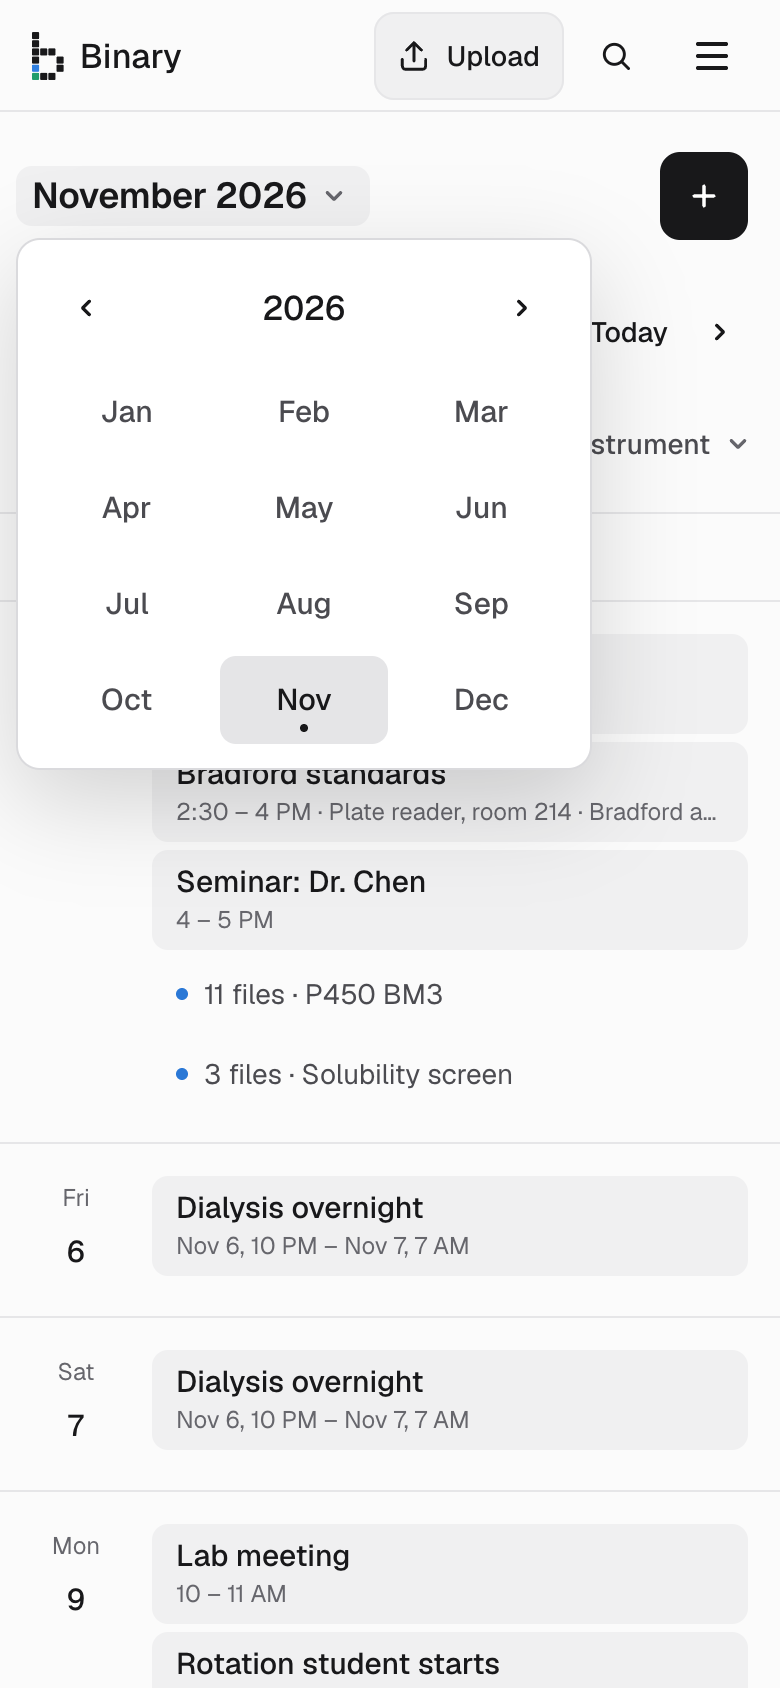 Binary
Upload
November 2026
2026
Today
Jan Feb Mar
strument
Apr May Jun
Jul Aug Sep
Oct Nov Dec
Bradford standards
2:30 – 4 PM · Plate reader, room 214 · Bradford a...
Seminar: Dr. Chen
4 – 5 PM
11 files · P450 BM3
3 files · Solubility screen
Fri
6
Dialysis overnight
Nov 6, 10 PM – Nov 7, 7 AM
Sat
7
Dialysis overnight
Nov 6, 10 PM – Nov 7, 7 AM
Mon
9
Lab meeting
10 – 11 AM
Rotation student starts